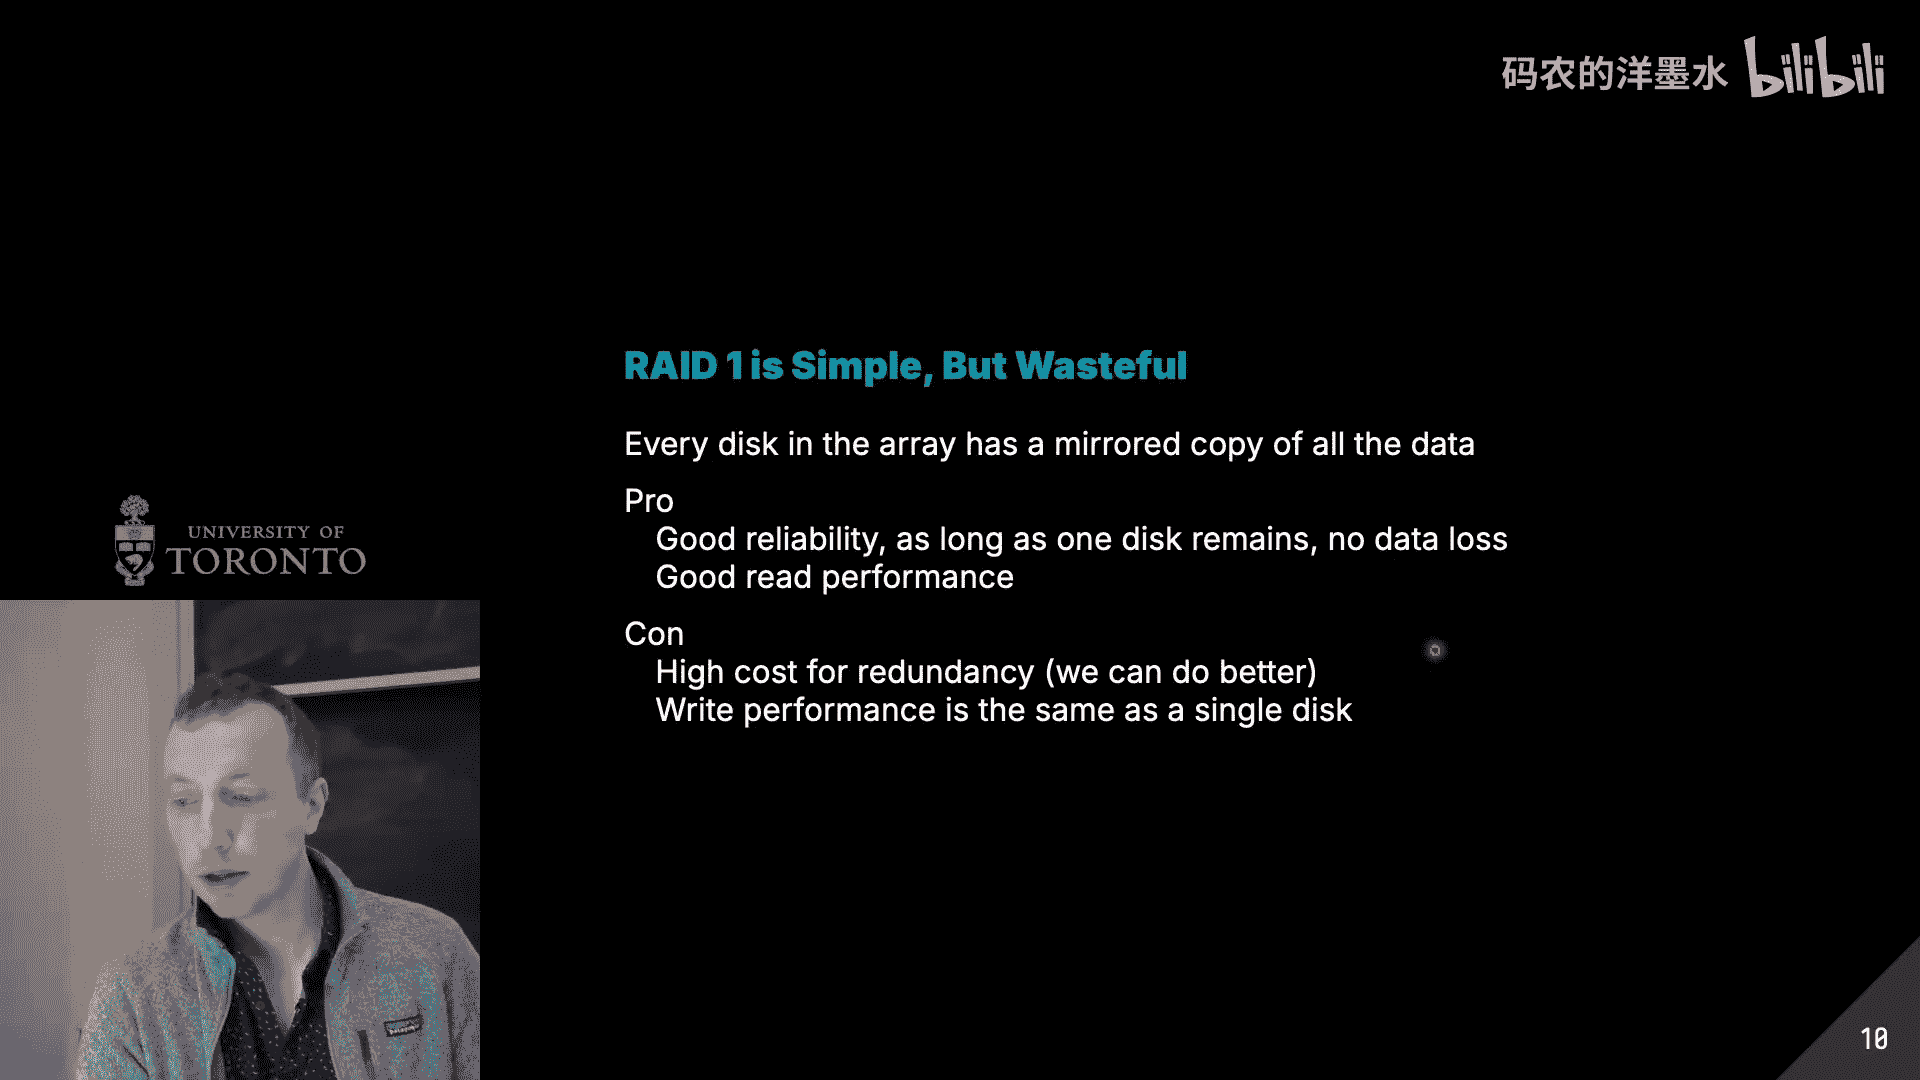 码农的洋墨水 bilibili
RAID 1 is Simple, But Wasteful
Every disk in the array has a mirrored copy of all the data
Pro
Good reliability, as long as one disk remains, no data loss
Good read performance
Con
High cost for redundancy (we can do better)
Write performance is the same as a single disk
UNIVERSITY OF
TORONTO
10